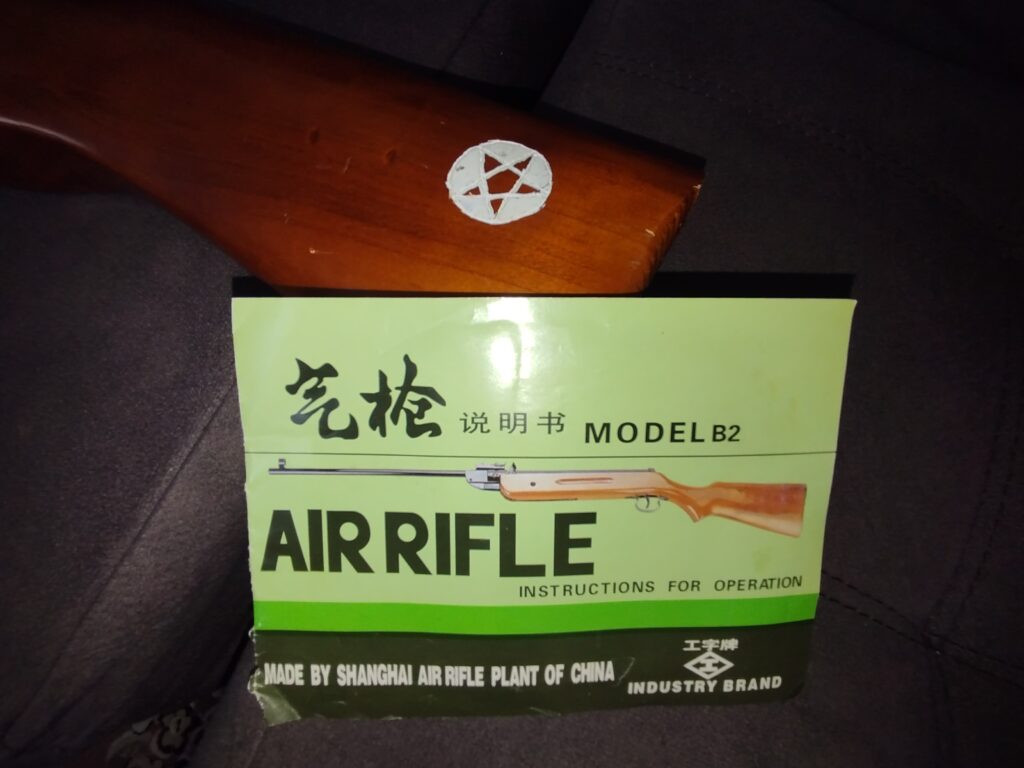 气枪 说明书 MODEL B2
AIR RIFLE
INSTRUCTIONS FOR OPERATION
工字牌
工
MADE BY SHANGHAI AIR RIFLE PLANT OF CHINA
INDUSTRY BRAND